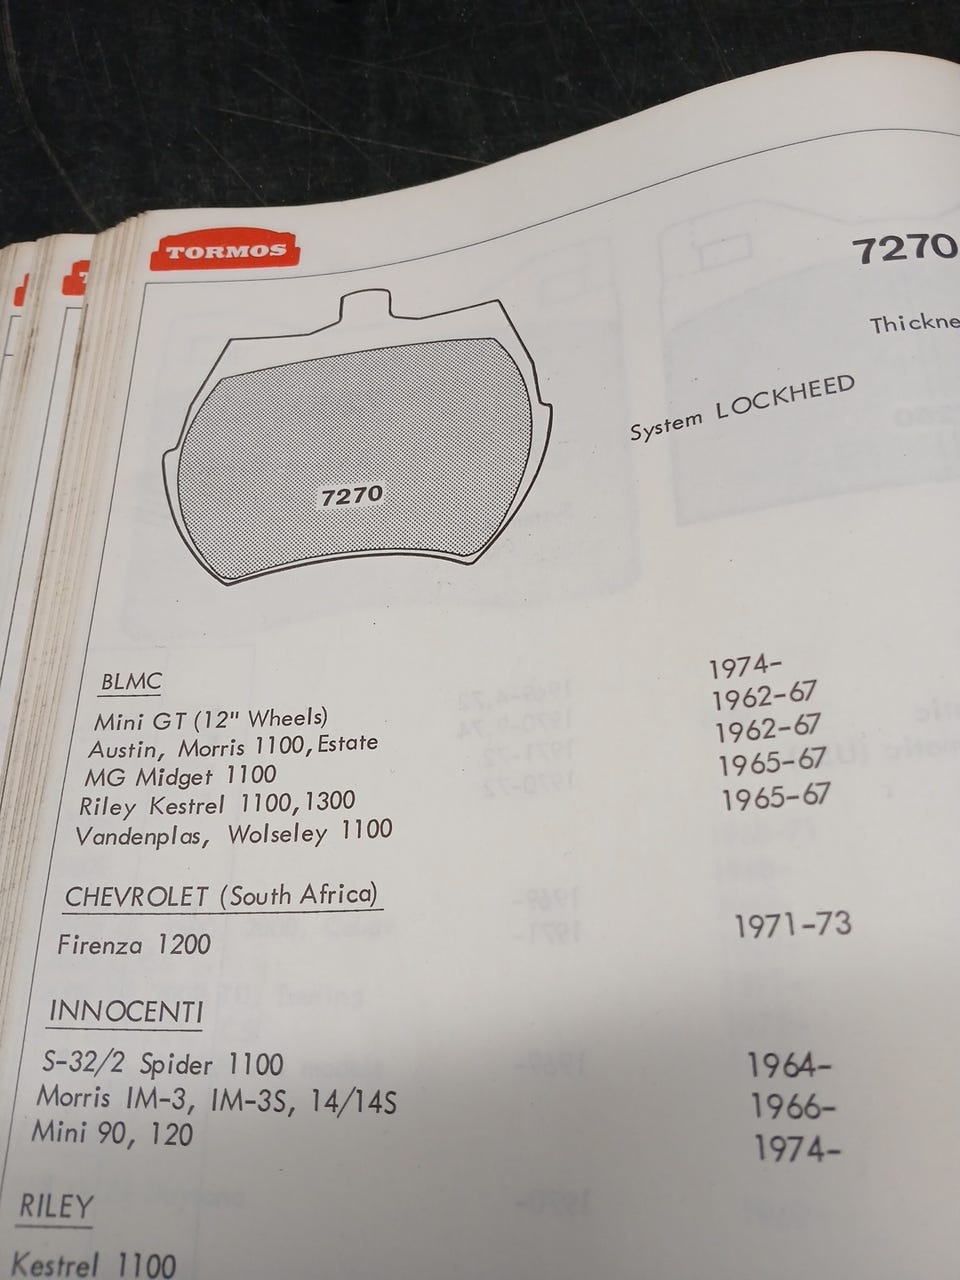 TORMOS
7270
System LOCKHEED
7270
BLMC
Mini GT (12" Wheels) 1974-
Austin, Morris 1100, Estate 1962-67
MG Midget 1100 1962-67
Riley Kestrel 1100, 1300 1965-67
Vandenplas, Wolseley 1100 1965-67
CHEVROLET (South Africa)
Firenza 1200 1971-73
INNOCENTI
S-32/2 Spider 1100 1964-
Morris IM-3, IM-3S, 14/14S 1966-
Mini 90, 120 1974-
RILEY
Kestrel 1100